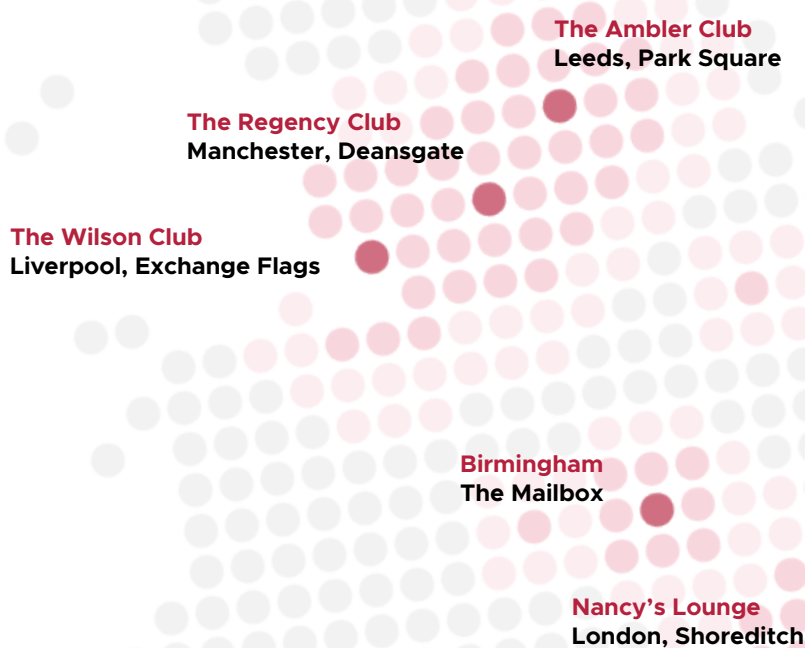 The Ambler Club
Leeds, Park Square
The Regency Club
Manchester, Deansgate
The Wilson Club
Liverpool, Exchange Flags
Birmingham
The Mailbox
Nancy’s Lounge
London, Shoreditch